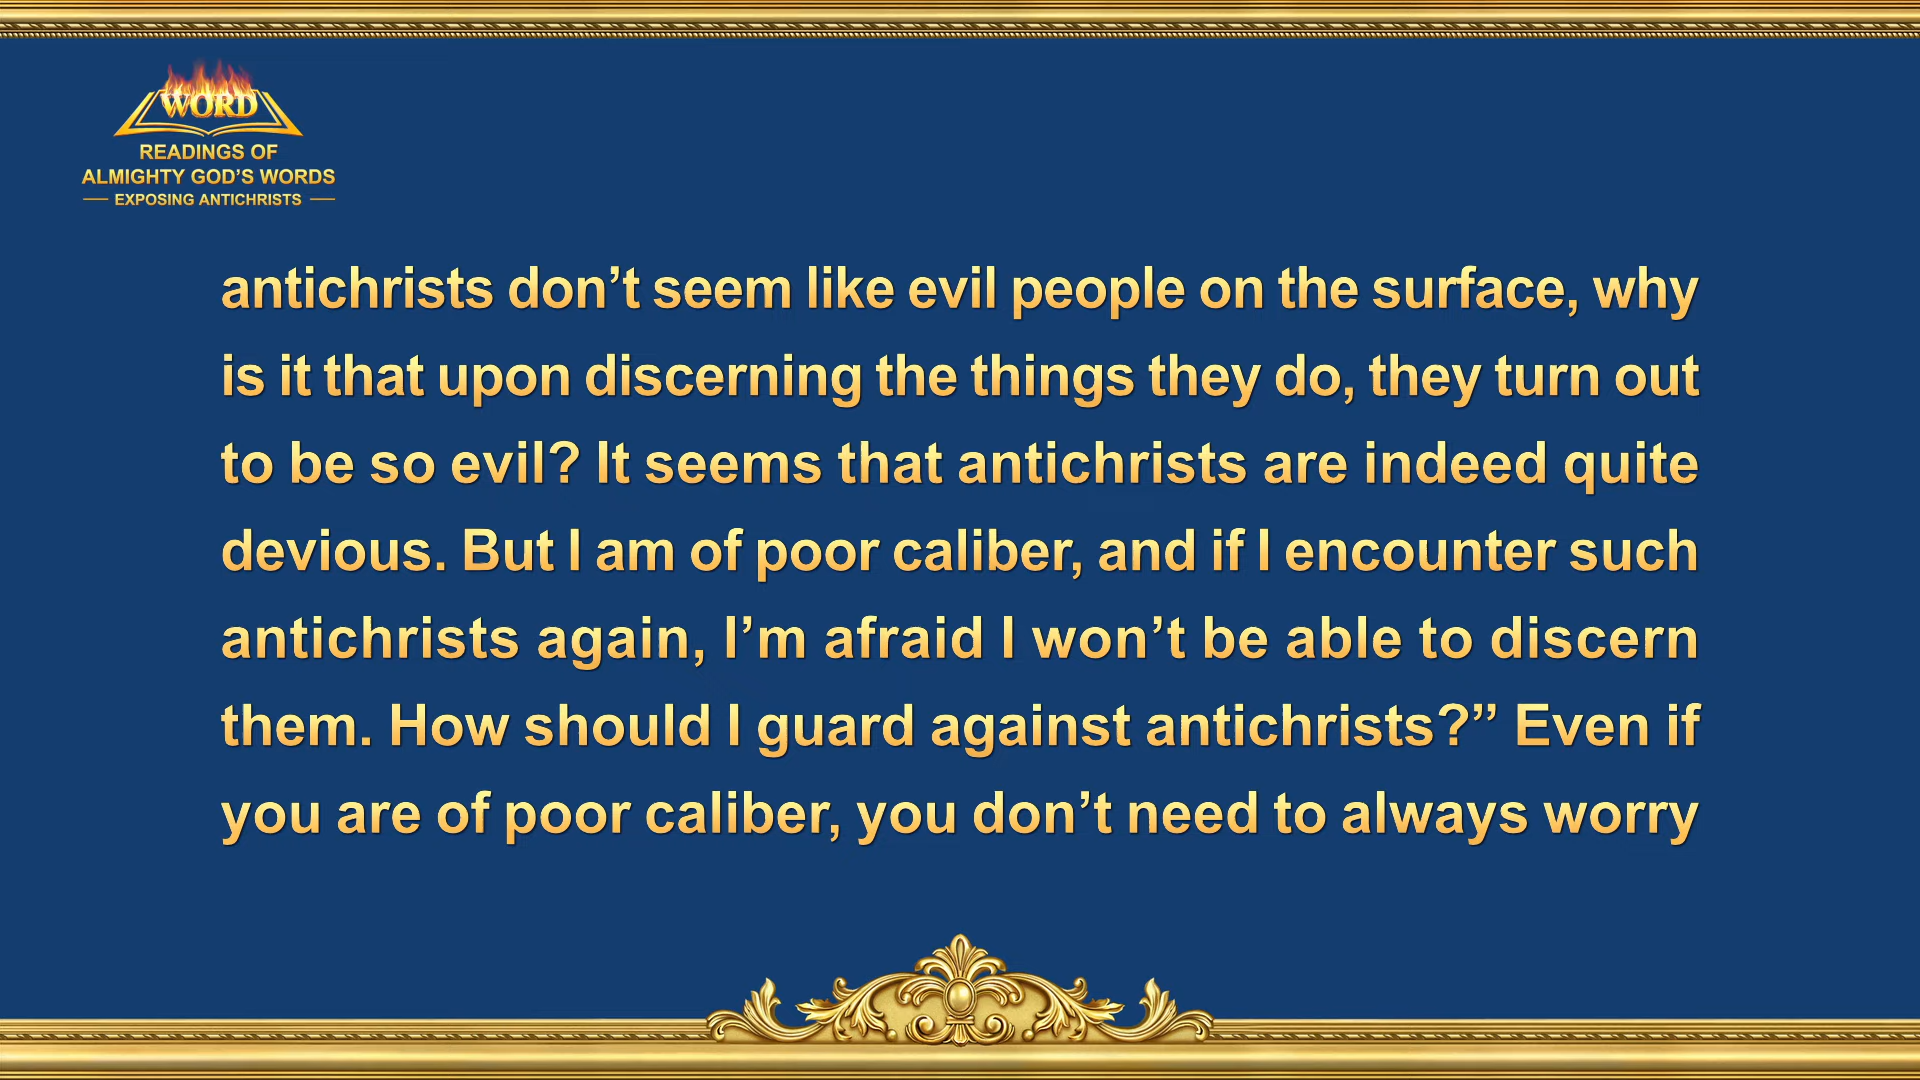 WORD
READINGS OF
ALMIGHTY GOD’S WORDS
EXPOSING ANTICHRISTS
antichrists don’t seem like evil people on the surface, why
is it that upon discerning the things they do, they turn out
to be so evil? It seems that antichrists are indeed quite
devious. But I am of poor caliber, and if I encounter such
antichrists again, I’m afraid I won’t be able to discern
them. How should I guard against antichrists?” Even if
you are of poor caliber, you don’t need to always worry